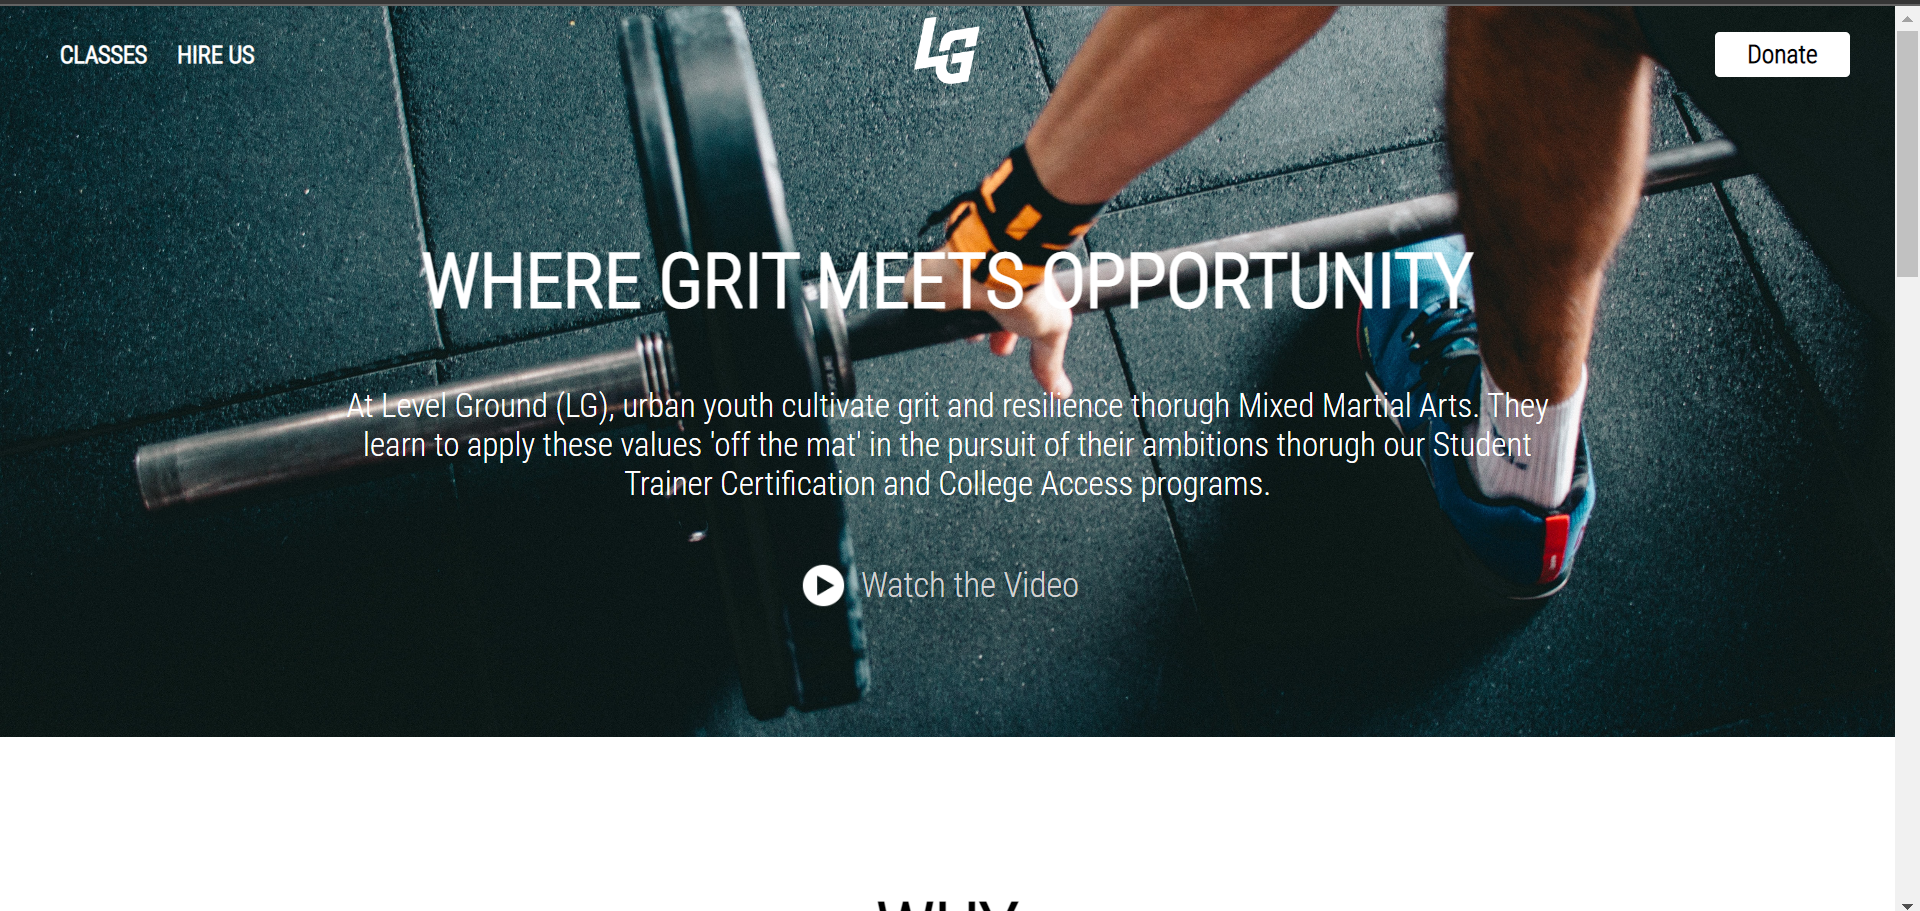 CLASSES HIRE US
LG
Donate
WHERE GRIT MEETS OPPORTUNITY
At Level Ground (LG), urban youth cultivate grit and resilience thorugh Mixed Martial Arts. They
learn to apply these values 'off the mat' in the pursuit of their ambitions thorugh our Student
Trainer Certification and College Access programs.
Watch the Video
WHY